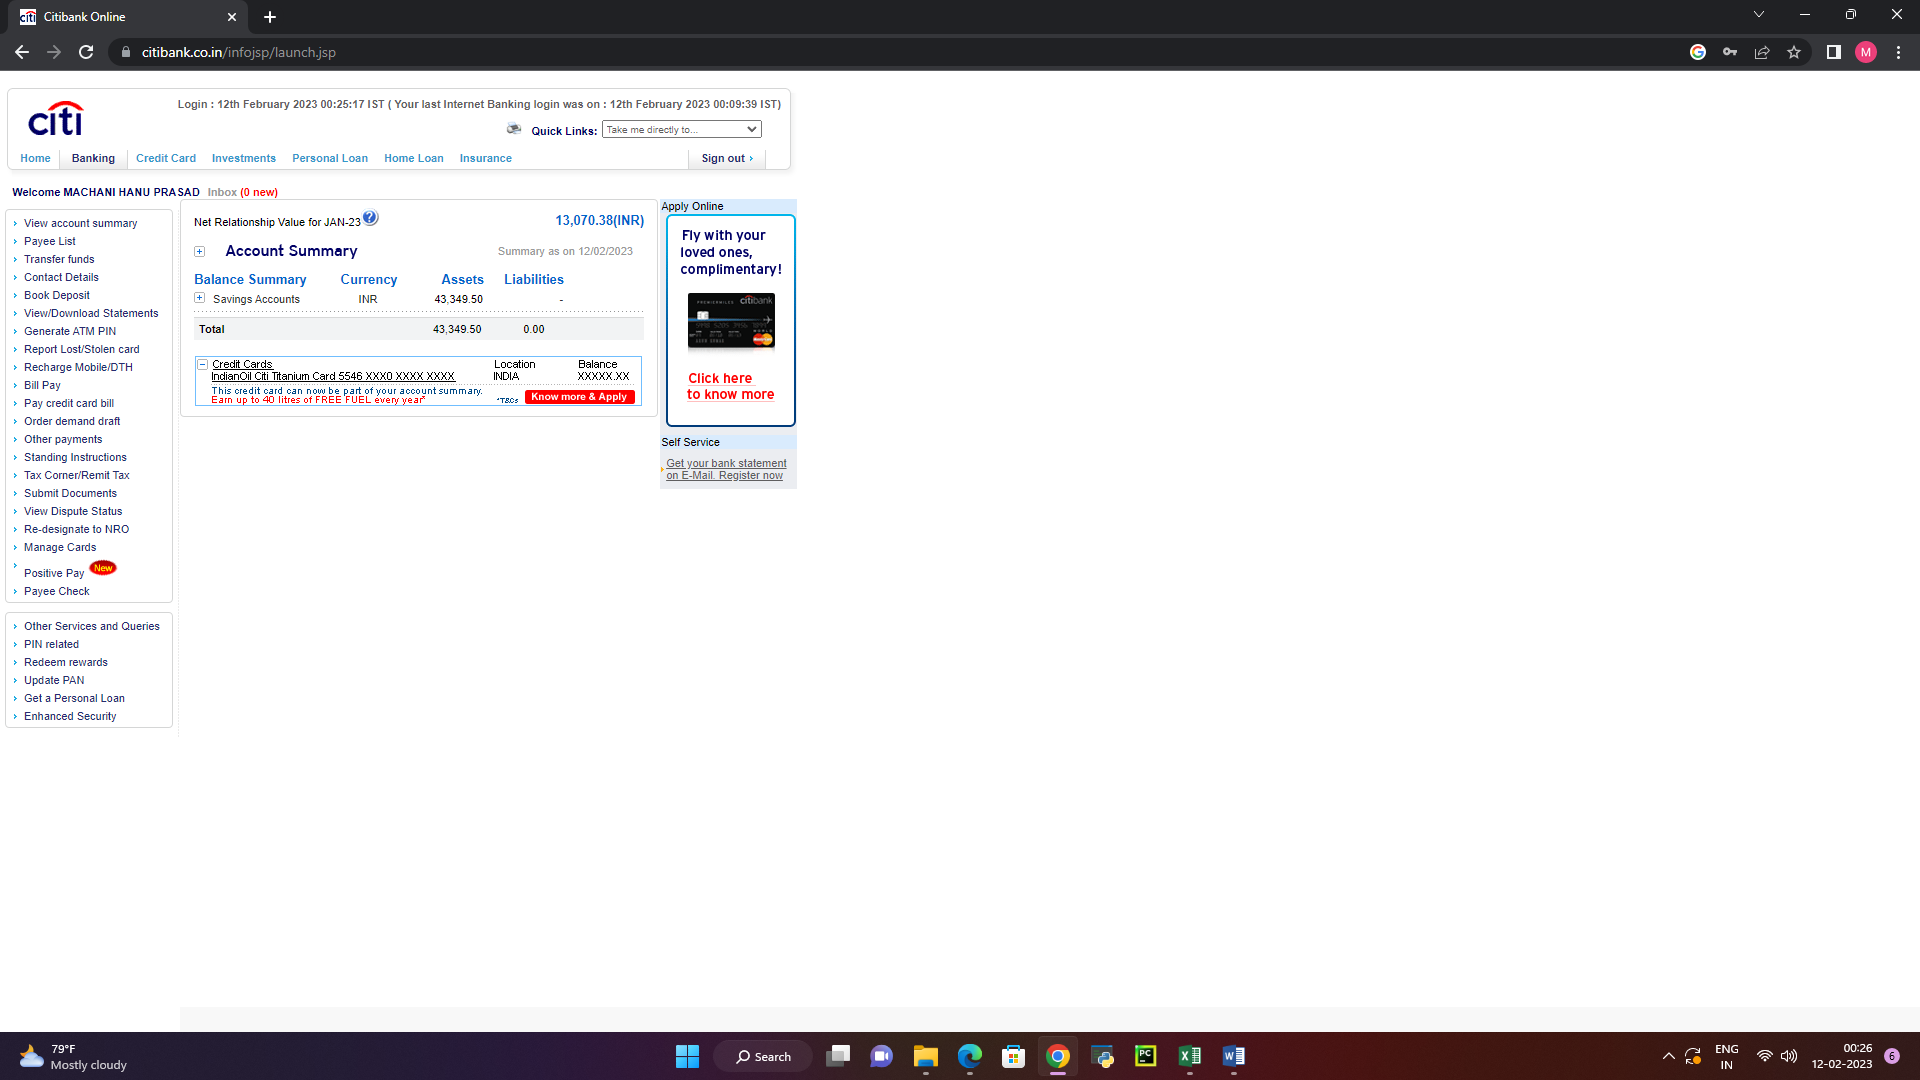 citi Citibank Online
citibank.co.in/infojsp/launch.jsp
M
citi
Login : 12th February 2023 00:25:17 IST ( Your last Internet Banking login was on : 12th February 2023 00:09:39 IST)
Quick Links: Take me directly to...
Home Banking Credit Card Investments Personal Loan Home Loan Insurance Sign out
Welcome MACHANI HANU PRASAD Inbox (0 new)
View account summary
Payee List
Transfer funds
Contact Details
Book Deposit
View/Download Statements
Generate ATM PIN
Report Lost/Stolen card
Recharge Mobile/DTH
Bill Pay
Pay credit card bill
Order demand draft
Other payments
Standing Instructions
Tax Corner/Remit Tax
Submit Documents
View Dispute Status
Re-designate to NRO
Manage Cards
Positive Pay New
Payee Check
Other Services and Queries
PIN related
Redeem rewards
Update PAN
Get a Personal Loan
Enhanced Security
Net Relationship Value for JAN-23 ? 13,070.38(INR)
Account Summary Summary as on 12/02/2023
Balance Summary Currency Assets Liabilities
Savings Accounts INR 43,349.50 -
Total 43,349.50 0.00
Credit Cards Location Balance
IndianOil Citi Titanium Card 5546 XXX0 XXXX XXXX INDIA XXXXX.XX
This credit card can now be part of your account summary.
Earn up to 40 litres of FREE FUEL every year* *T&Cs Know more & Apply
Apply Online
Fly with your
loved ones,
complimentary!
PREMIERMILES citibank
Click here
to know more
Self Service
Get your bank statement
on E-Mail. Register now
79°F
Mostly cloudy
Search
PC
ENG
IN
00:26
12-02-2023
6